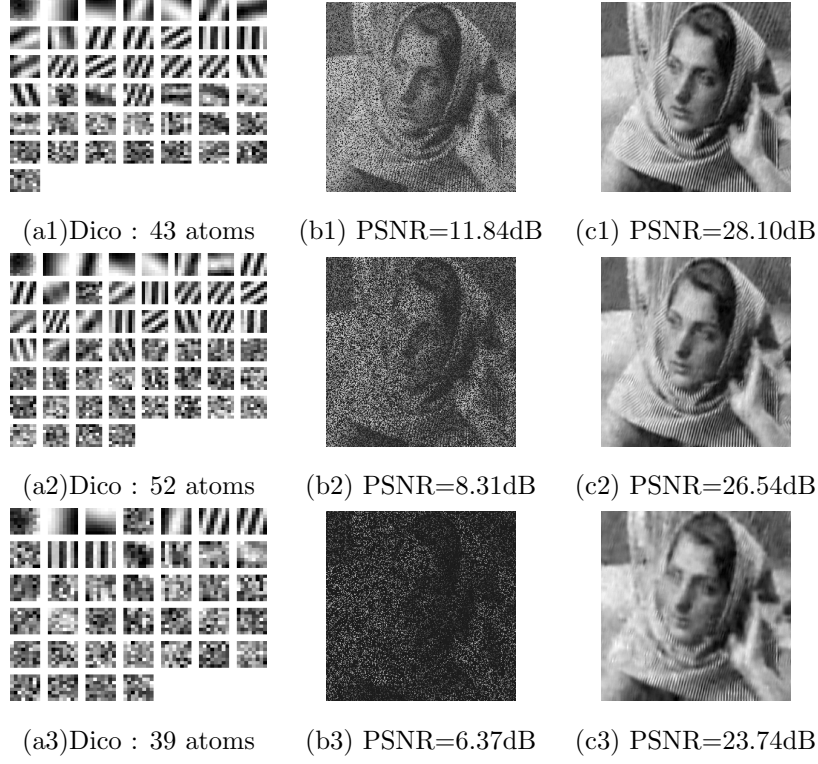 (a1)Dico : 43 atoms (b1) PSNR=11.84dB (c1) PSNR=28.10dB
(a2)Dico : 52 atoms (b2) PSNR=8.31dB (c2) PSNR=26.54dB
(a3)Dico : 39 atoms (b3) PSNR=6.37dB (c3) PSNR=23.74dB